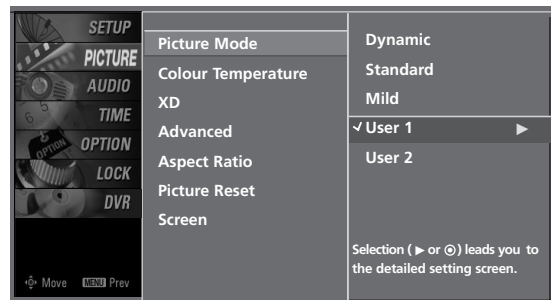 SETUP
PICTURE
AUDIO
TIME
OPTION
LOCK
DVR
Move MENU Prev
Picture Mode
Colour Temperature
XD
Advanced
Aspect Ratio
Picture Reset
Screen
Dynamic
Standard
Mild
✓ User 1 ▶
User 2
Selection ( ▶ or ◉) leads you to
the detailed setting screen.